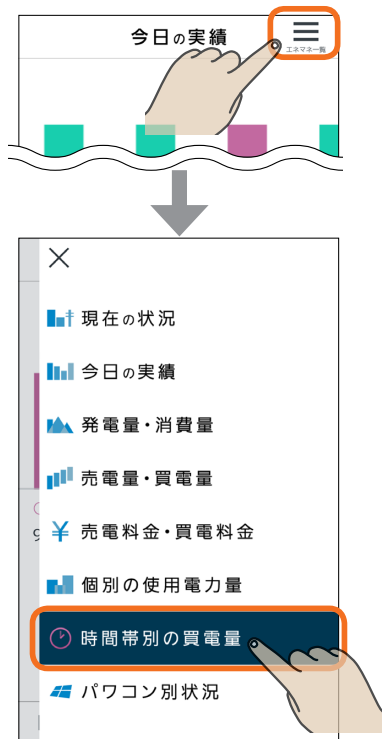 今日の実績
エネマネ一覧
現在の状況
今日の実績
発電量・消費量
売電量・買電量
売電料金・買電料金
個別の使用電力量
時間帯別の買電量
パワコン別状況